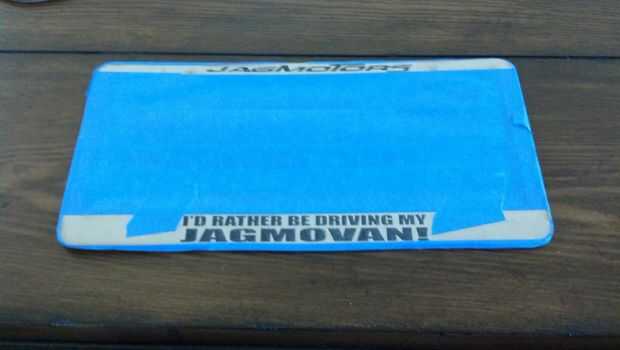 JAGMOTORS
I'D RATHER BE DRIVING MY
JAGMOVAN!